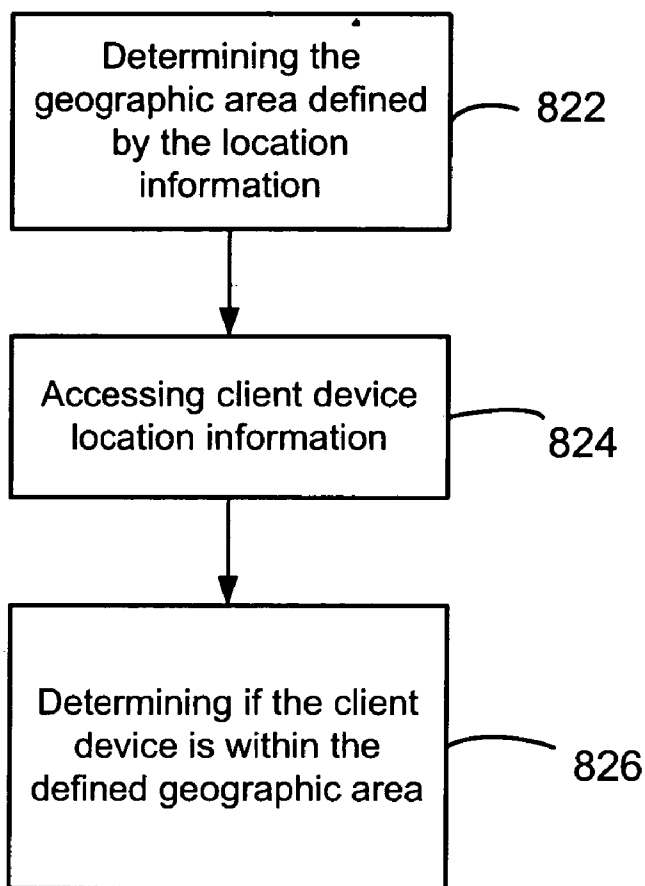 Determining the
geographic area defined
by the location
information
822
Accessing client device
location information
824
Determining if the client
device is within the
defined geographic area
826